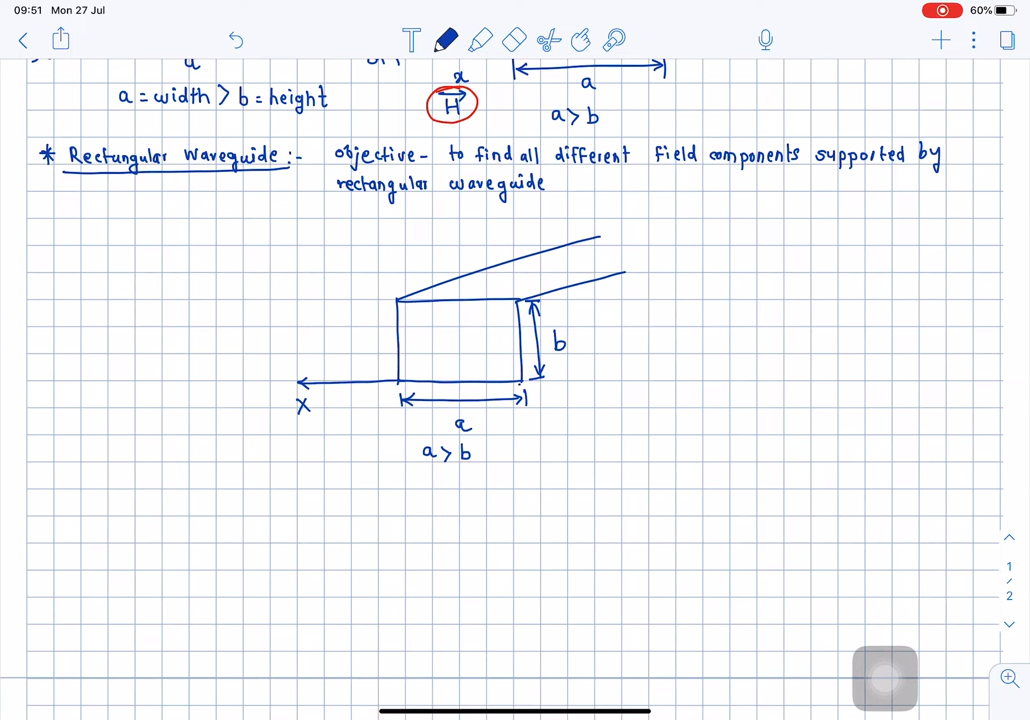 09:51 Mon 27 Jul
60%
T
x
a
a = width > b = height
H
a > b
* Rectangular Waveguide :- objective - to find all different field components supported by
rectangular waveguide
b
X
a
a > b
1
/
2